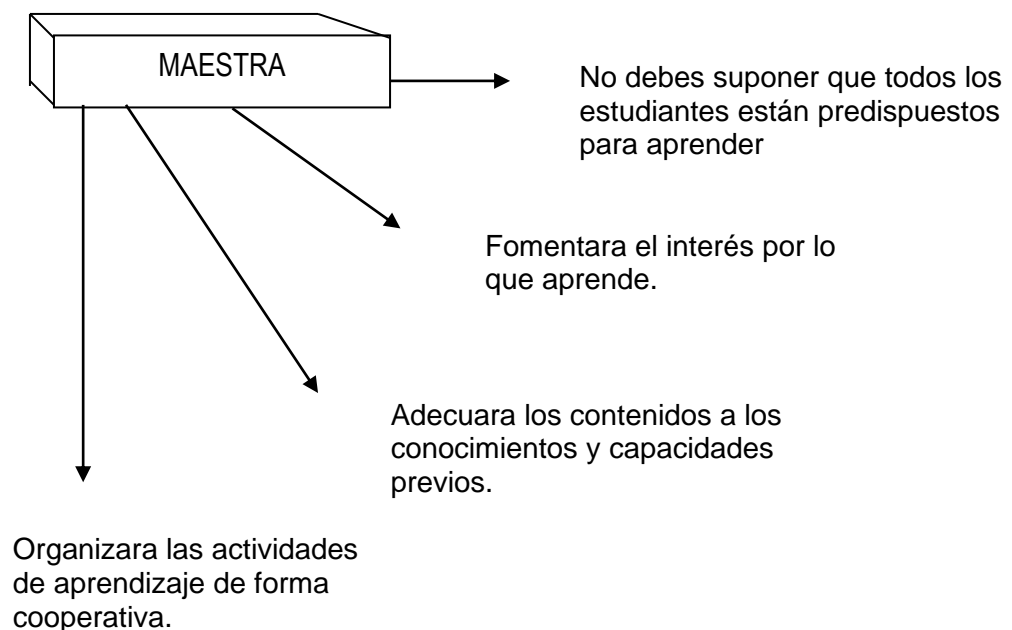 MAESTRA
No debes suponer que todos los
estudiantes están predispuestos
para aprender
Fomentara el interés por lo
que aprende.
Adecuara los contenidos a los
conocimientos y capacidades
previos.
Organizara las actividades
de aprendizaje de forma
cooperativa.